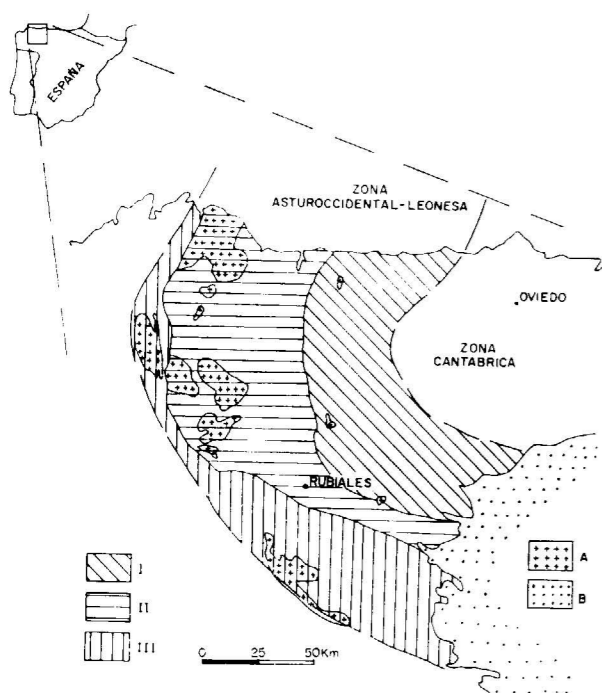 ESPAÑA
ZONA
ASTUROCCIDENTAL-LEONESA
OVIEDO
ZONA
CANTABRICA
RUBIALES
I
II
III
A
B
0 25 50Km